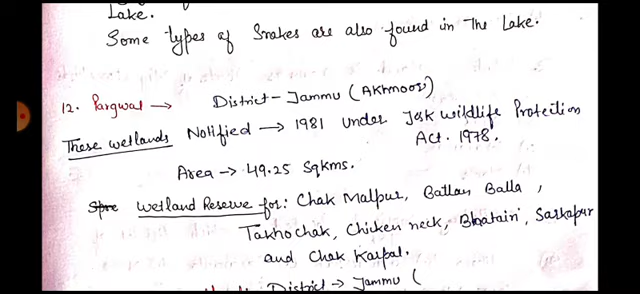 Lake.
Some types of Snakes are also found in the Lake.
12. Pargwal → District - Jammu (Akhnoor)
These wetlands Notified → 1981 under J&K Wildlife Protection
Act. 1978.
Area → 49.25 Sqkms.
Wetland Reserve for: Chak Malpur, Batlan Balla,
Takhochak, Chicken neck, Bhatain, Sarkapur
and Chak Karpal.
District → Jammu (